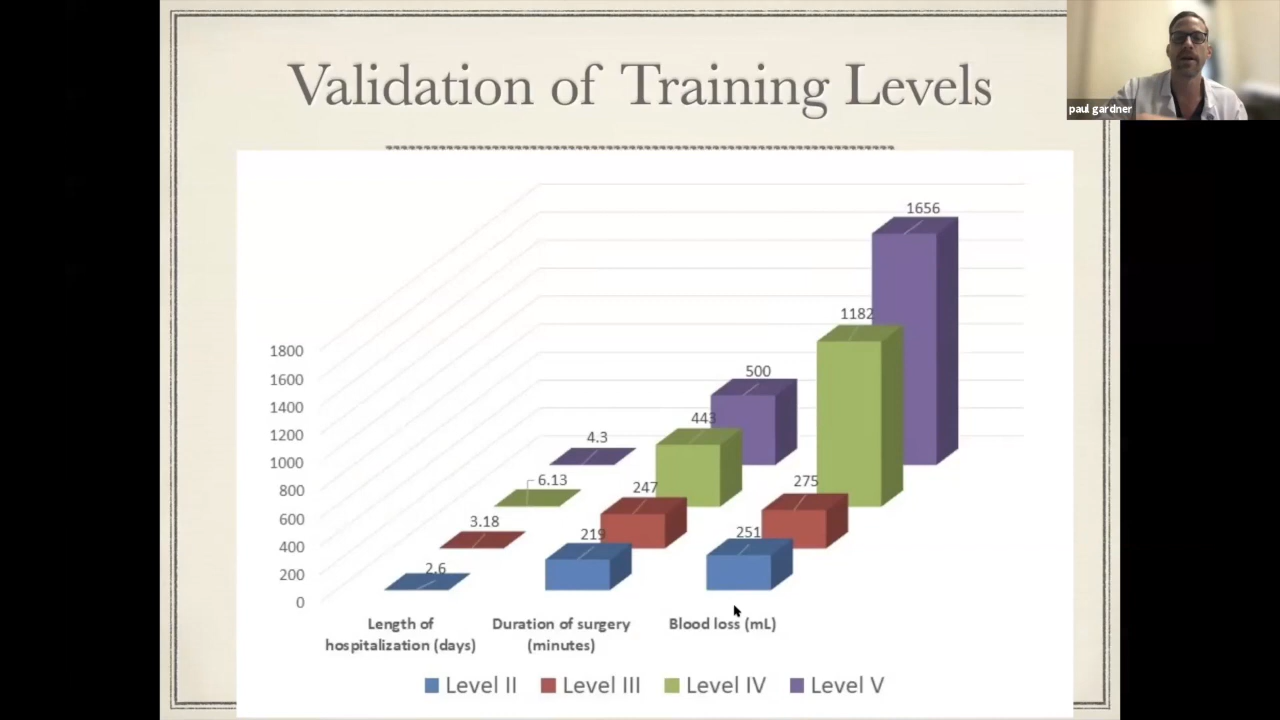 Validation of Training Levels
paul gardner
1656
1182
500
443
4.3
6.13
247
275
3.18
219
251
2.6
1800
1600
1400
1200
1000
800
600
400
200
0
Length of
hospitalization (days)
Duration of surgery
(minutes)
Blood loss (mL)
Level II Level III Level IV Level V